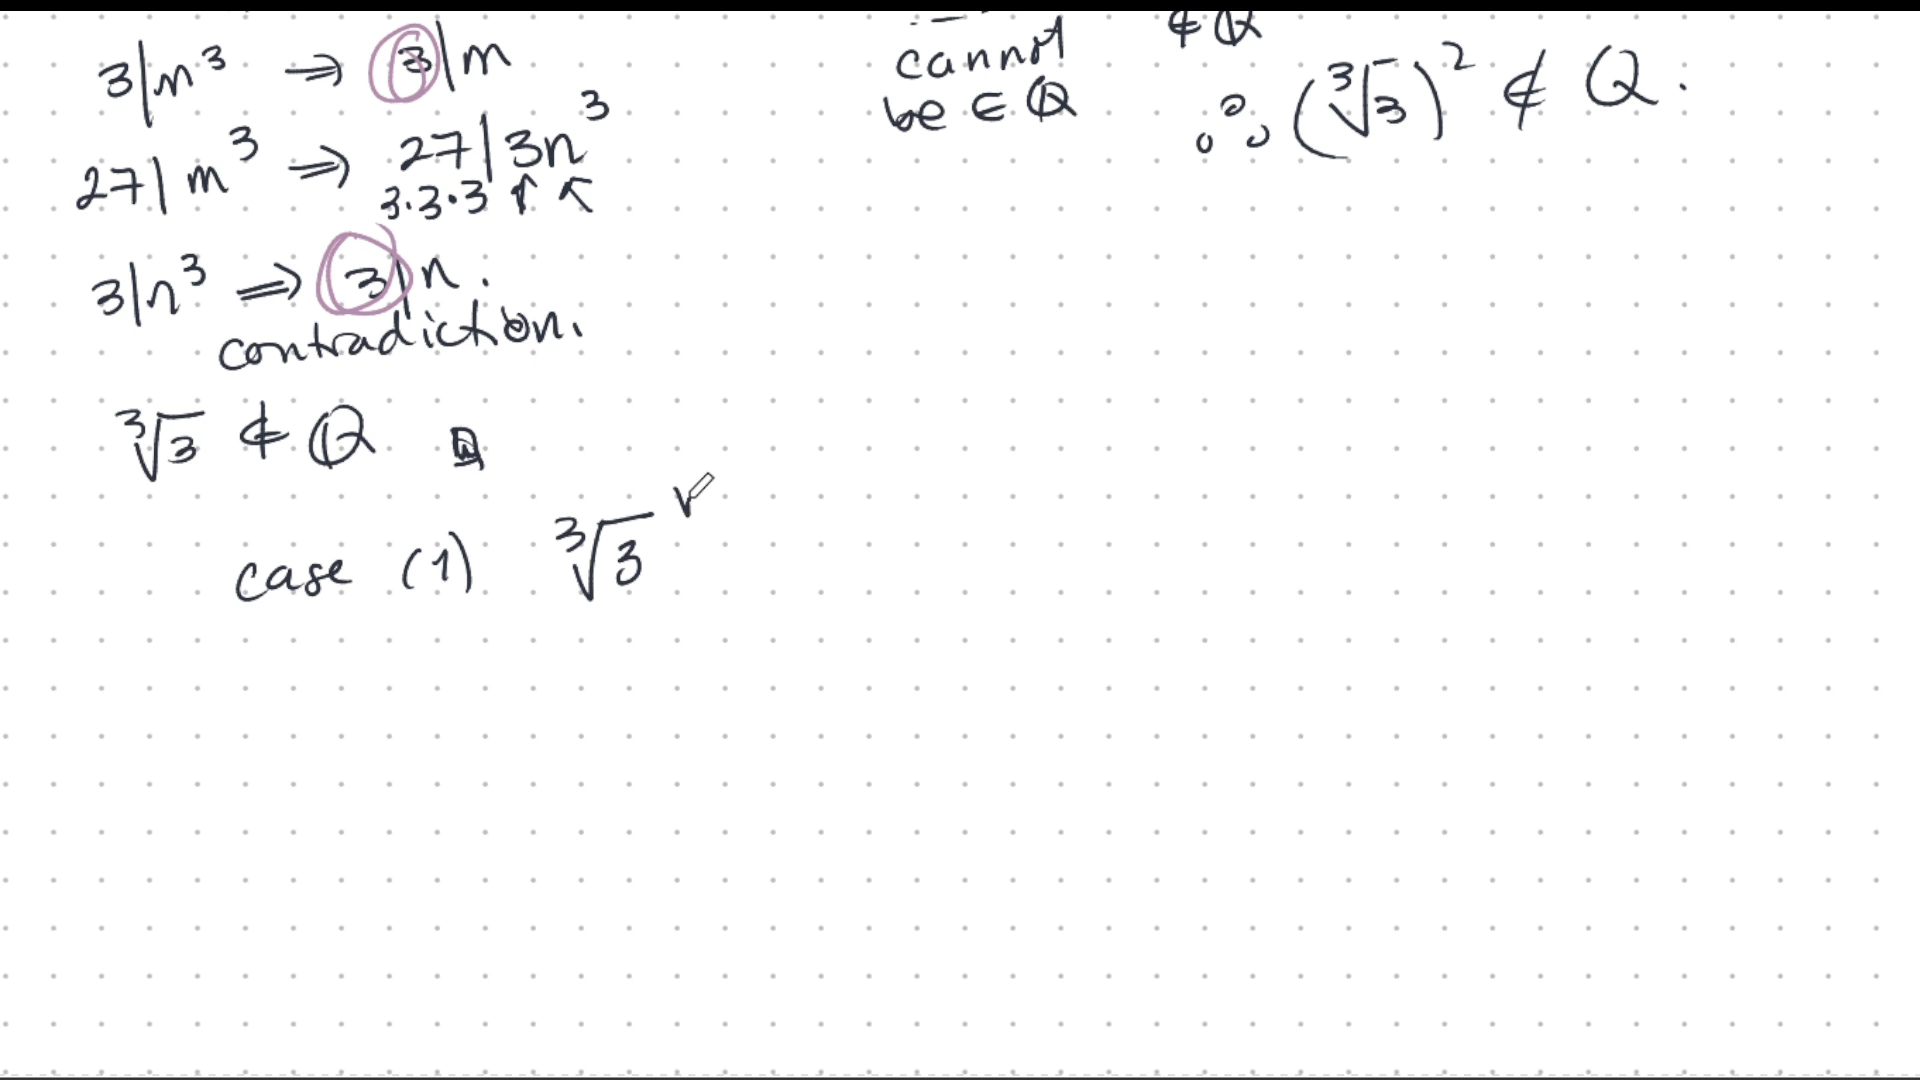 3|m³ ⇒ 3|m
27|m³ ⇒ 27|3n³
3·3·3 ↑ ↖
3|n³ ⇒ 3|n.
contradiction.
∛3 ∉ Q
case (1) ∛3
cannot
be ∈ Q
∉ Q
∴ (∛3)² ∉ Q.